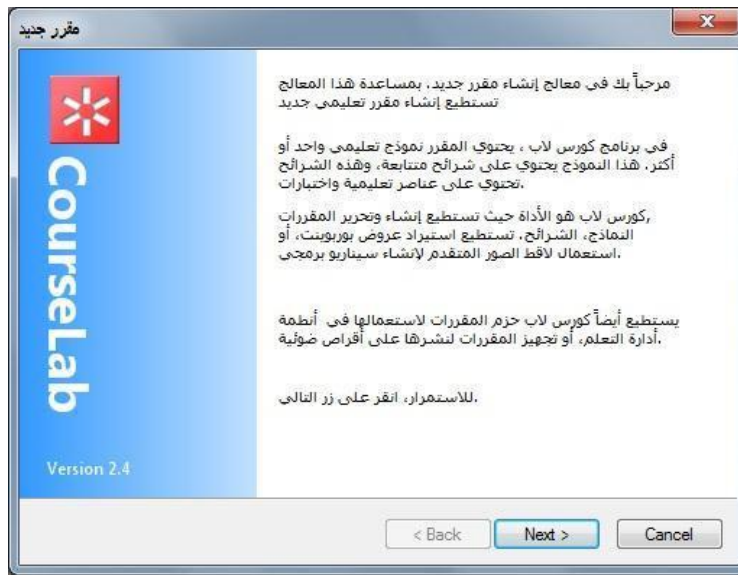 مقرر جديد
مرحباً بك في معالج إنشاء مقرر جديد، بمساعدة هذا المعالج
تستطيع إنشاء مقرر تعليمي جديد
في برنامج كورس لاب ، يحتوي المقرر نموذج تعليمي واحد أو
أكثر. هذا النموذج يحتوي على شرائح متتابعة، وهذه الشرائح
.تحتوي على عناصر تعليمية واختبارات
,كورس لاب هو الأداة حيث تستطيع إنشاء وتحرير المقررات
النماذج، الشرائح. تستطيع استيراد عروض بوربوينت، أو
.استعمال لاقط الصور المتقدم لإنشاء سيناريو برمجي
يستطيع أيضاً كورس لاب حزم المقررات لاستعمالها في أنظمة
.أدارة التعلم، أو تجهيز المقررات لنشرها على أقراص ضوئية
.للاستمرار، انقر على زر التالي
CourseLab
Version 2.4
< Back Next > Cancel